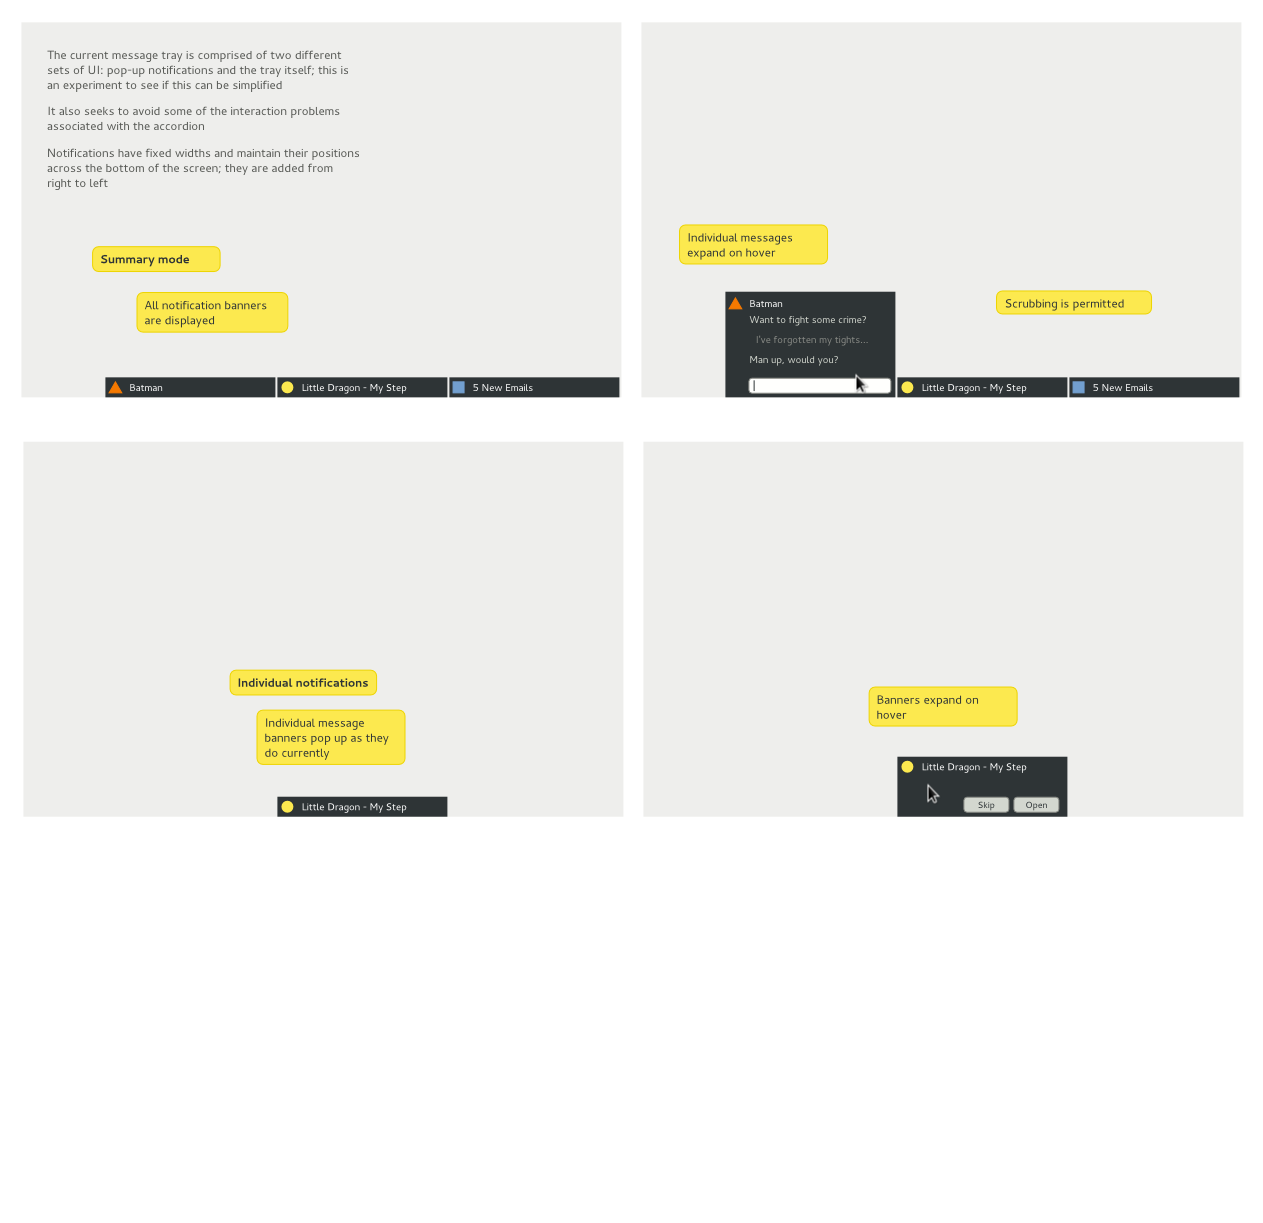 The current message tray is comprised of two different
sets of UI: pop-up notifications and the tray itself; this is
an experiment to see if this can be simplified
It also seeks to avoid some of the interaction problems
associated with the accordion
Notifications have fixed widths and maintain their positions
across the bottom of the screen; they are added from
right to left
Summary mode
All notification banners
are displayed
Batman
Little Dragon - My Step
5 New Emails
Individual messages
expand on hover
Scrubbing is permitted
Batman
Want to fight some crime?
I've forgotten my tights...
Man up, would you?
Little Dragon - My Step
5 New Emails
Individual notifications
Individual message
banners pop up as they
do currently
Little Dragon - My Step
Banners expand on
hover
Little Dragon - My Step
Skip
Open